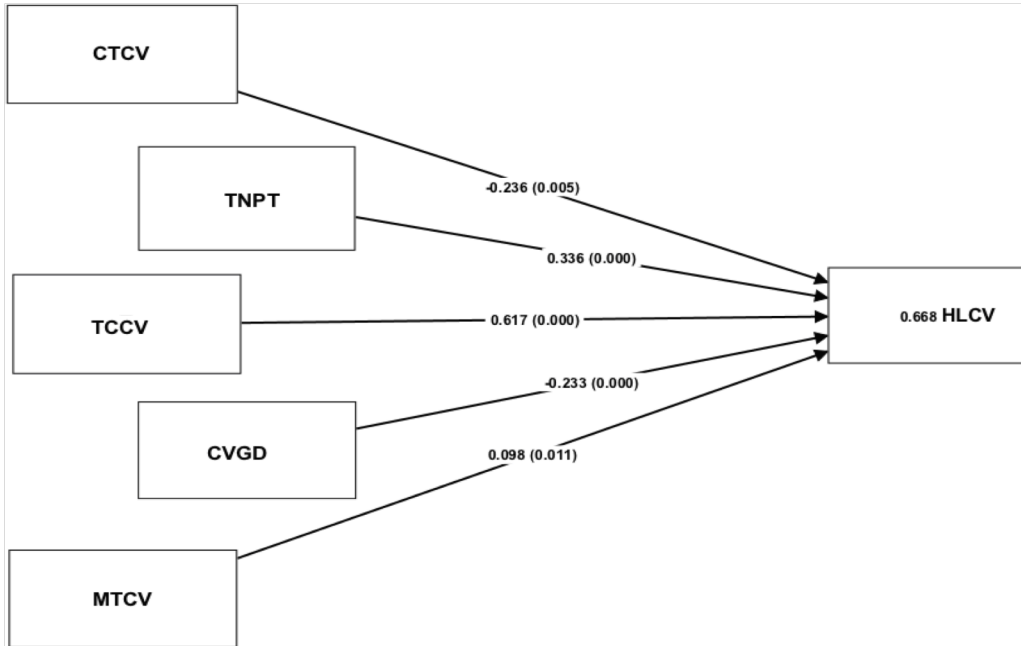 CTCV
-0.236 (0.005)
TNPT
0.336 (0.000)
TCCV
0.617 (0.000)
0.668 HLCV
CVGD
-0.233 (0.000)
0.098 (0.011)
MTCV